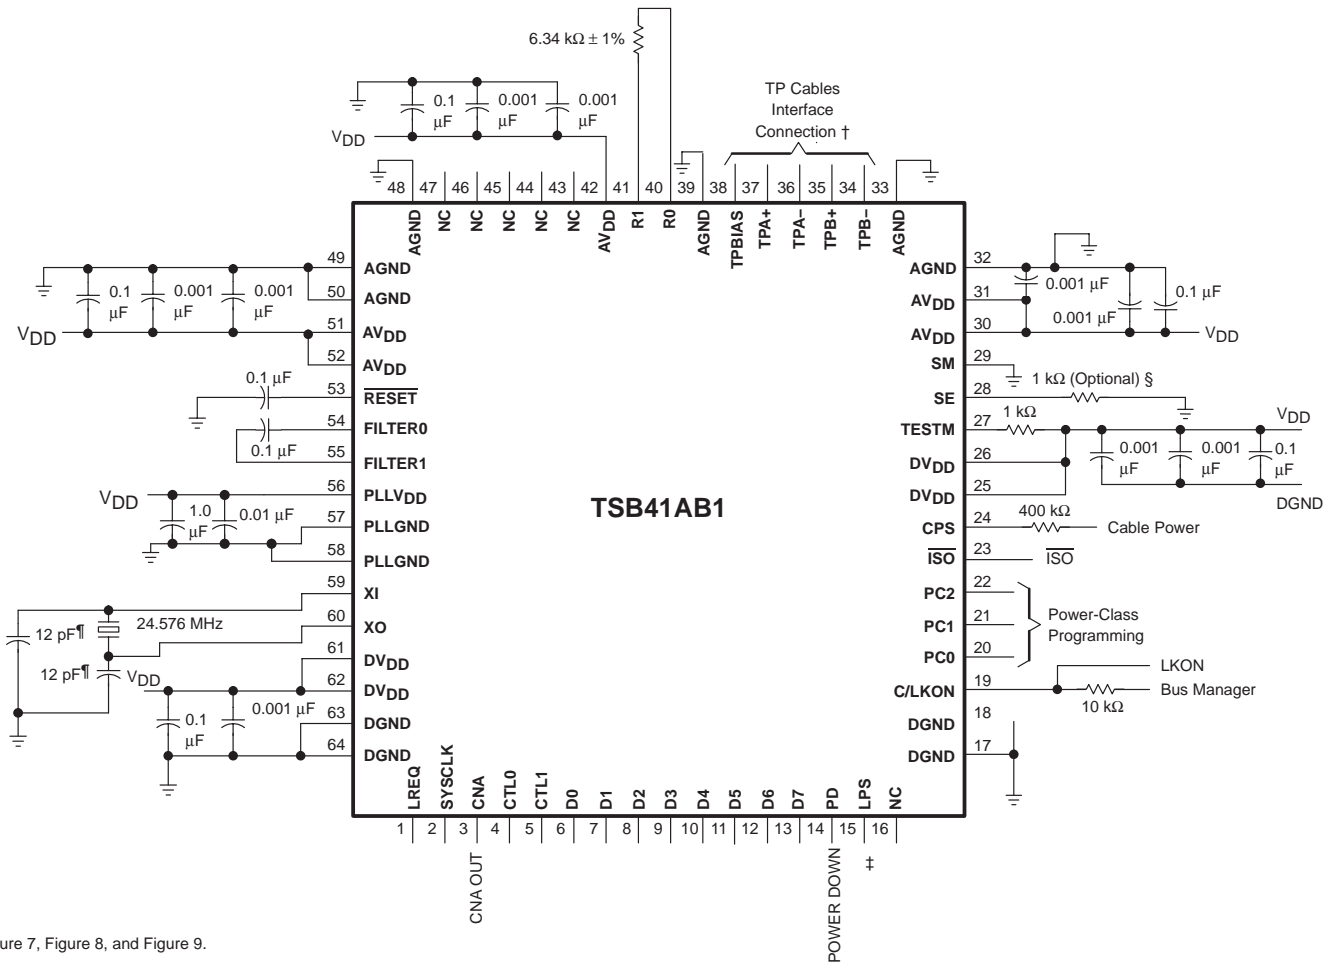 6.34 kΩ ± 1%
0.1 µF
0.001 µF
0.001 µF
VDD
TP Cables
Interface
Connection †
48 47 46 45 44 43 42 41 40 39 38 37 36 35 34 33
AGND NC NC NC NC NC AVDD R1 R0 AGND TPBIAS TPA+ TPA− TPB+ TPB− AGND
49 AGND
50 AGND
51 AVDD
52 AVDD
53 RESET
54 FILTER0
55 FILTER1
56 PLLVDD
57 PLLGND
58 PLLGND
59 XI
60 XO
61 DVDD
62 DVDD
63 DGND
64 DGND
0.1 µF
0.001 µF
0.001 µF
VDD
0.1 µF
0.1 µF
VDD
1.0 µF
0.01 µF
12 pF¶
24.576 MHz
12 pF¶
VDD
0.1 µF
0.001 µF
TSB41AB1
AGND 32
AVDD 31
AVDD 30
SM 29
SE 28
TESTM 27
DVDD 26
DVDD 25
CPS 24
ISO 23
PC2 22
PC1 21
PC0 20
C/LKON 19
DGND 18
DGND 17
0.001 µF
0.001 µF
0.1 µF
VDD
1 kΩ (Optional) §
1 kΩ
VDD
0.001 µF
0.001 µF
0.1 µF
DGND
400 kΩ
Cable Power
ISO
Power-Class
Programming
LKON
Bus Manager
10 kΩ
LREQ SYSCLK CNA CTL0 CTL1 D0 D1 D2 D3 D4 D5 D6 D7 PD LPS NC
1 2 3 4 5 6 7 8 9 10 11 12 13 14 15 16
CNA OUT
POWER DOWN
‡
ure 7, Figure 8, and Figure 9.